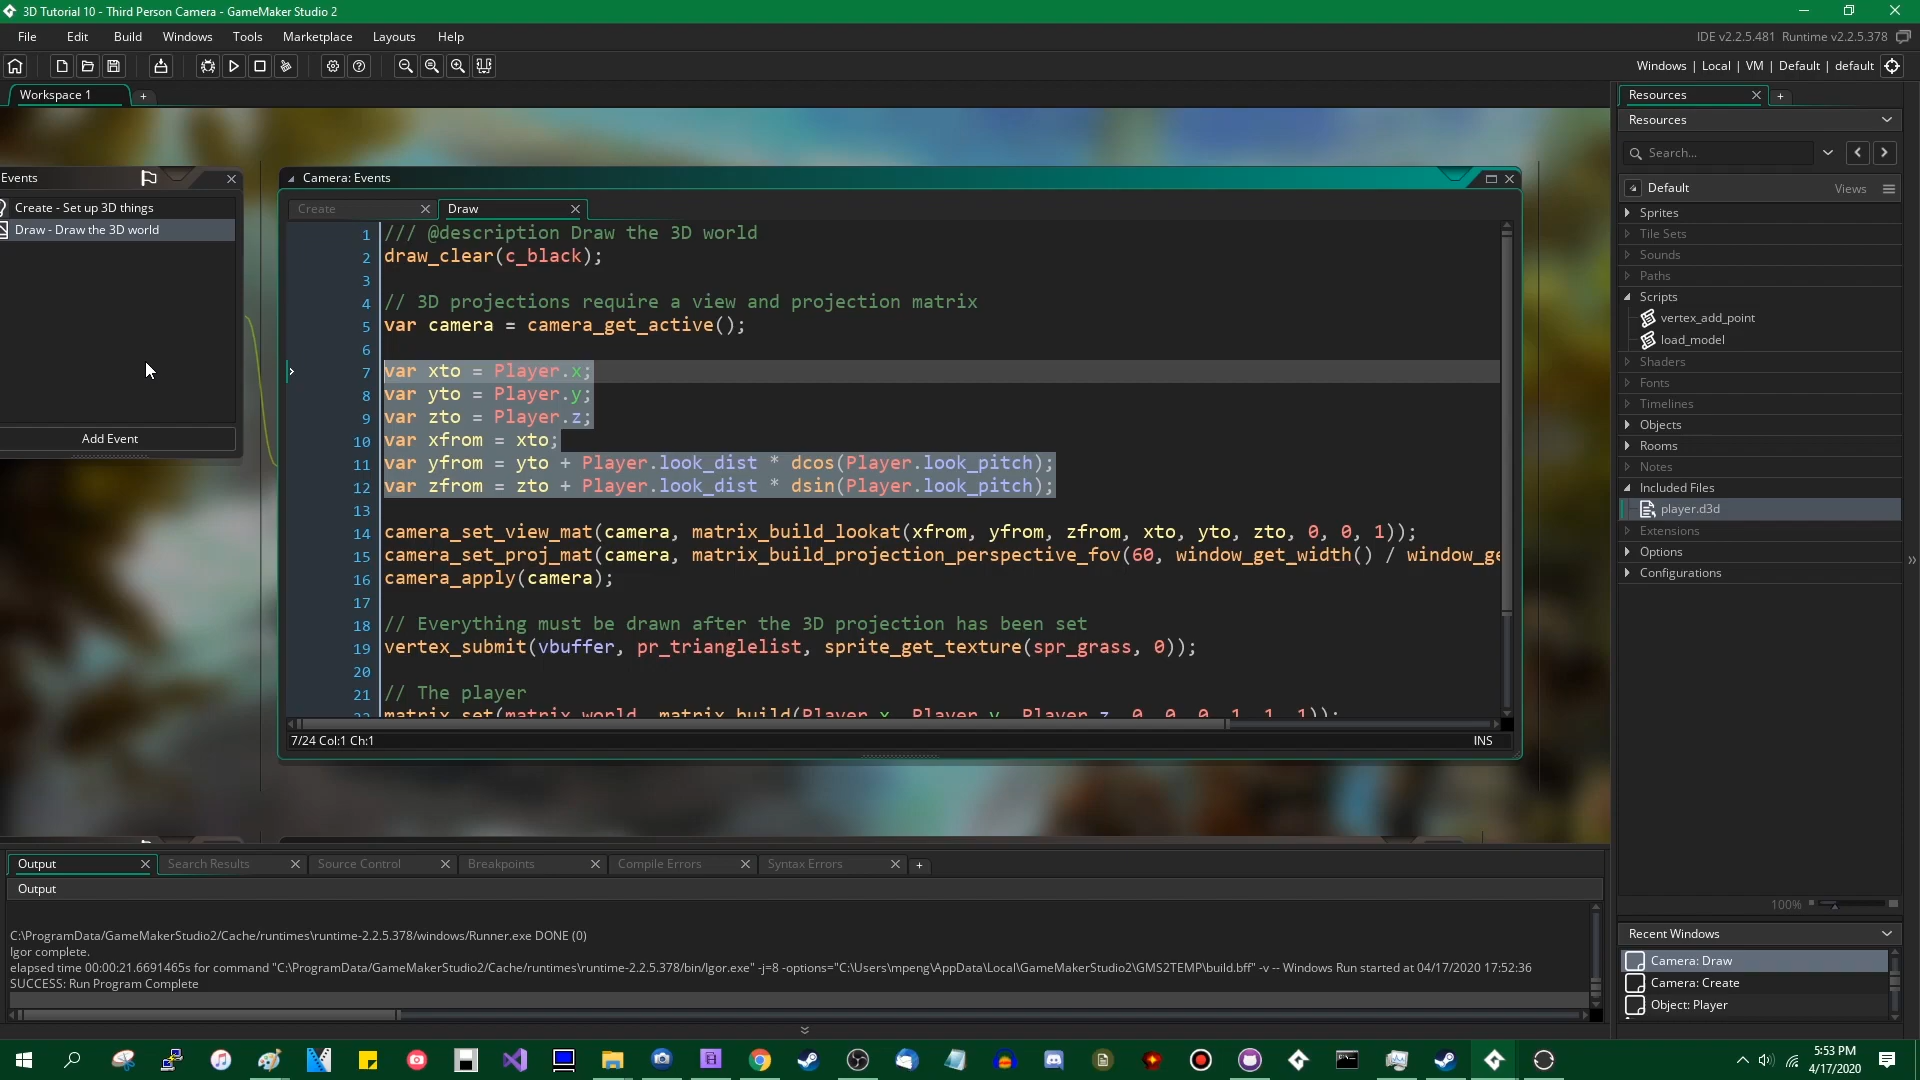 3D Tutorial 10 - Third Person Camera - GameMaker Studio 2
File Edit Build Windows Tools Marketplace Layouts Help
IDE v2.2.5.481 Runtime v2.2.5.378
Windows | Local | VM | Default | default
Workspace 1
Events
Create - Set up 3D things
Draw - Draw the 3D world
Add Event
Camera: Events
Create
Draw
1 /// @description Draw the 3D world
2 draw_clear(c_black);
3
4 // 3D projections require a view and projection matrix
5 var camera = camera_get_active();
6
7 var xto = Player.x;
8 var yto = Player.y;
9 var zto = Player.z;
10 var xfrom = xto;
11 var yfrom = yto + Player.look_dist * dcos(Player.look_pitch);
12 var zfrom = zto + Player.look_dist * dsin(Player.look_pitch);
13
14 camera_set_view_mat(camera, matrix_build_lookat(xfrom, yfrom, zfrom, xto, yto, zto, 0, 0, 1));
15 camera_set_proj_mat(camera, matrix_build_projection_perspective_fov(60, window_get_width() / window_ge
16 camera_apply(camera);
17
18 // Everything must be drawn after the 3D projection has been set
19 vertex_submit(vbuffer, pr_trianglelist, sprite_get_texture(spr_grass, 0));
20
21 // The player
22 matrix_set(matrix_world, matrix_build(Player.x, Player.y, Player.z, 0, 0, 0, 1, 1, 1));
7/24 Col:1 Ch:1
INS
Resources
Resources
Search...
Default
Views
Sprites
Tile Sets
Sounds
Paths
Scripts
vertex_add_point
load_model
Shaders
Fonts
Timelines
Objects
Rooms
Notes
Included Files
player.d3d
Extensions
Options
Configurations
100%
Recent Windows
Camera: Draw
Camera: Create
Object: Player
Output
Search Results
Source Control
Breakpoints
Compile Errors
Syntax Errors
Output
C:\ProgramData/GameMakerStudio2/Cache/runtimes\runtime-2.2.5.378/windows/Runner.exe DONE (0)
Igor complete.
elapsed time 00:00:21.6691465s for command "C:\ProgramData/GameMakerStudio2/Cache/runtimes\runtime-2.2.5.378/bin/Igor.exe" -j=8 -options="C:\Users\mpeng\AppData\Local\GameMakerStudio2\GMS2TEMP\build.bff" -v -- Windows Run started at 04/17/2020 17:52:36
SUCCESS: Run Program Complete
5:53 PM
4/17/2020